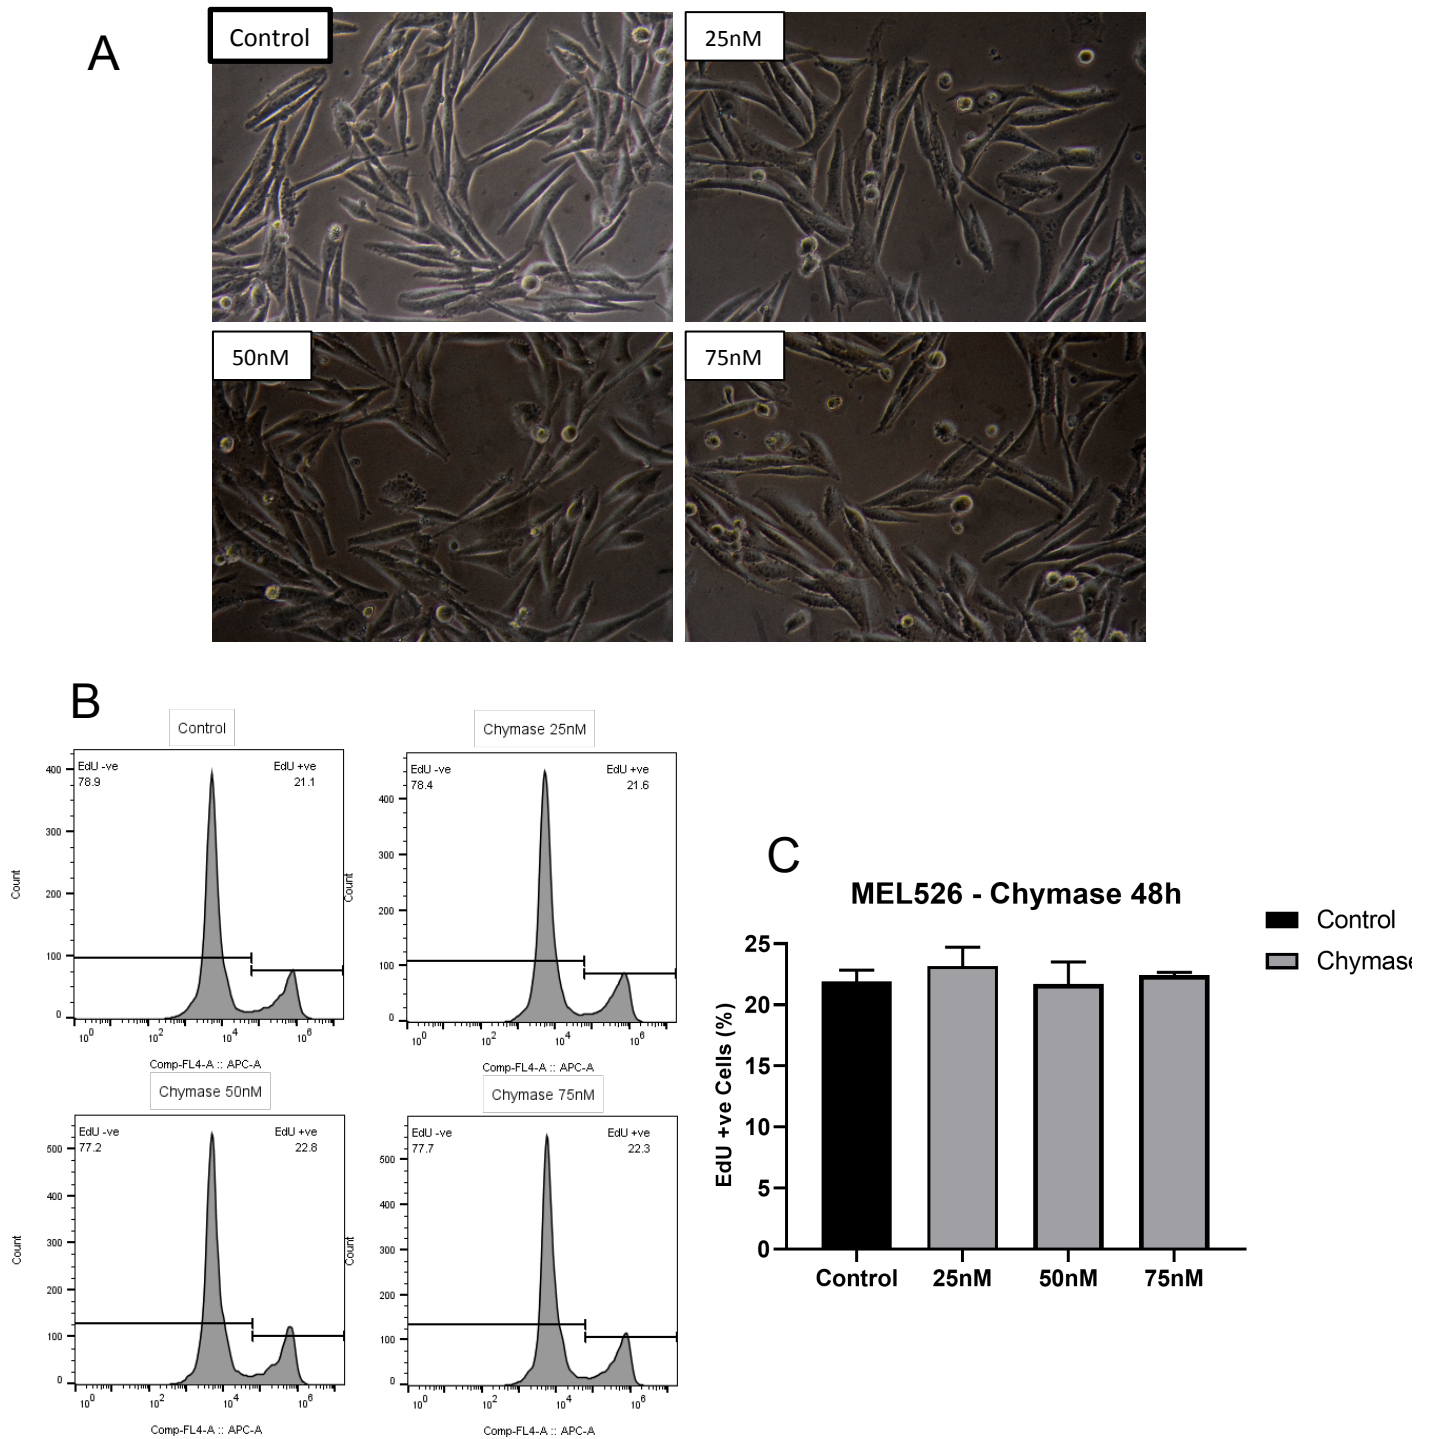 A
Control
25nM
50nM
75nM
B
Control
EdU -ve
78.9
EdU +ve
21.1
400
300
200
100
0
Count
10^0
10^2
10^4
10^6
Comp-FL4-A :: APC-A
Chymase 25nM
EdU -ve
78.4
EdU +ve
21.6
400
300
200
100
0
Count
10^0
10^2
10^4
10^6
Comp-FL4-A :: APC-A
Chymase 50nM
EdU -ve
77.2
EdU +ve
22.8
500
400
300
200
100
0
Count
10^0
10^2
10^4
10^6
Comp-FL4-A :: APC-A
Chymase 75nM
EdU -ve
77.7
EdU +ve
22.3
500
400
300
200
100
0
Count
10^0
10^2
10^4
10^6
Comp-FL4-A :: APC-A
C
MEL526 - Chymase 48h
Control
Chymase
EdU +ve Cells (%)
25
20
15
10
5
0
Control
25nM
50nM
75nM